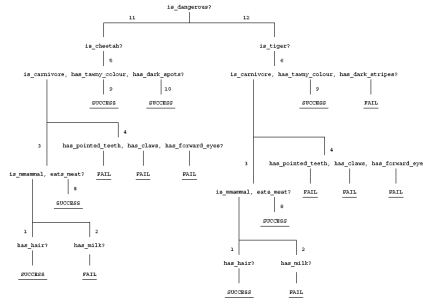 is_dangerous?
11 12
is_cheetah? is_tiger?
5 6
is_carnivore, has_tawny_colour, has_dark_spots? is_carnivore, has_tawny_colour, has_dark_stripes?
9 10 9
SUCCESS SUCCESS SUCCESS FAIL
4 4
3 has_pointed_teeth, has_claws, has_forward_eyes? 3 has_pointed_teeth, has_claws, has_forward_eye
is_mmammal, eats_meat? FAIL FAIL FAIL is_mmammal, eats_meat? FAIL FAIL FAIL
8 8
SUCCESS SUCCESS
1 2 1 2
has_hair? has_milk? has_hair? has_milk?
SUCCESS FAIL SUCCESS FAIL